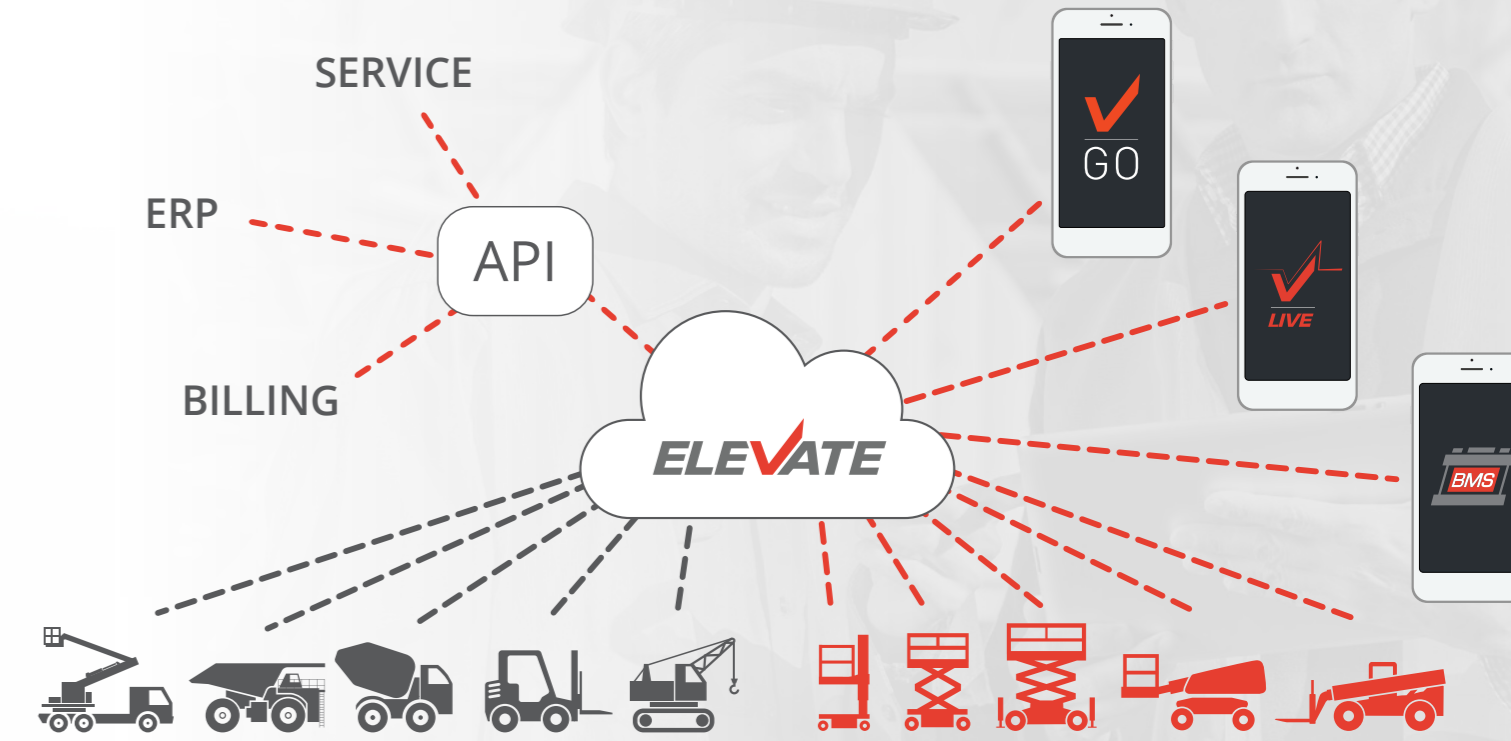 SERVICE
ERP
API
BILLING
ELEVATE
GO
LIVE
BMS